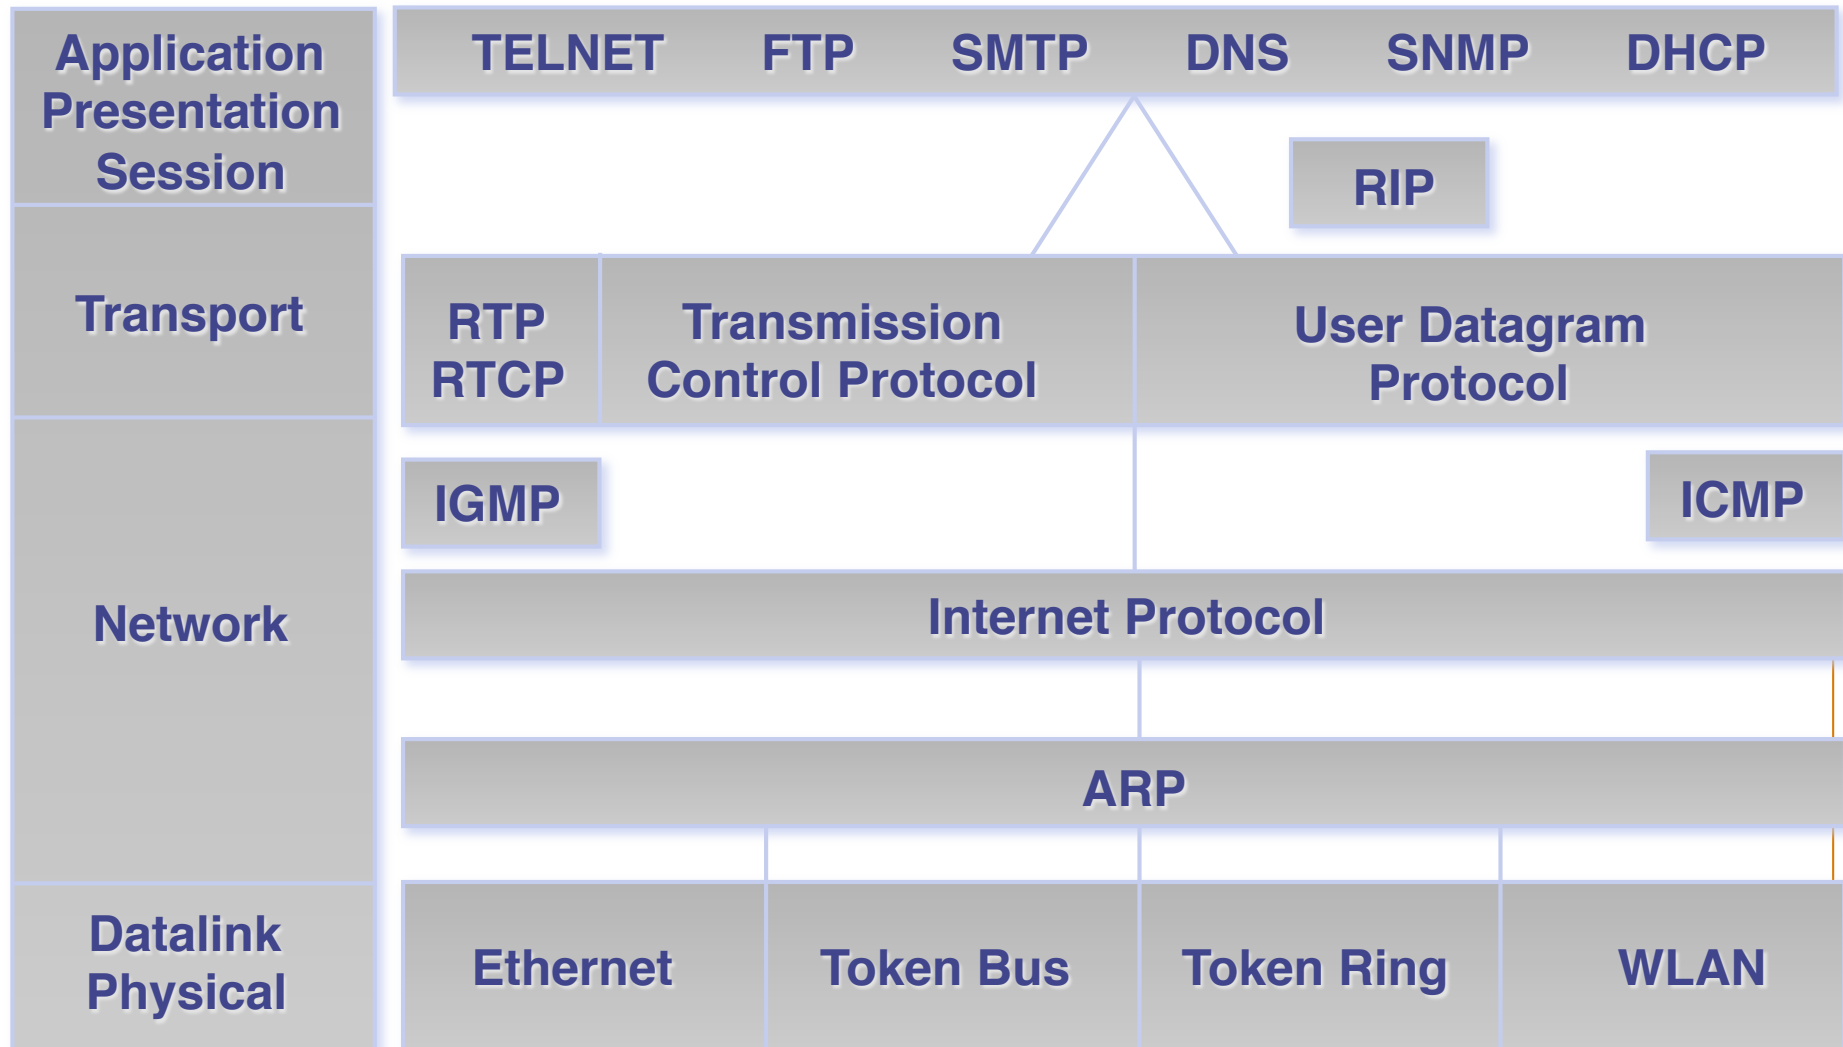 Application
Presentation
Session
TELNET FTP SMTP DNS SNMP DHCP
RIP
Transport
RTP
RTCP
Transmission
Control Protocol
User Datagram
Protocol
Network
IGMP
ICMP
Internet Protocol
ARP
Datalink
Physical
Ethernet
Token Bus
Token Ring
WLAN